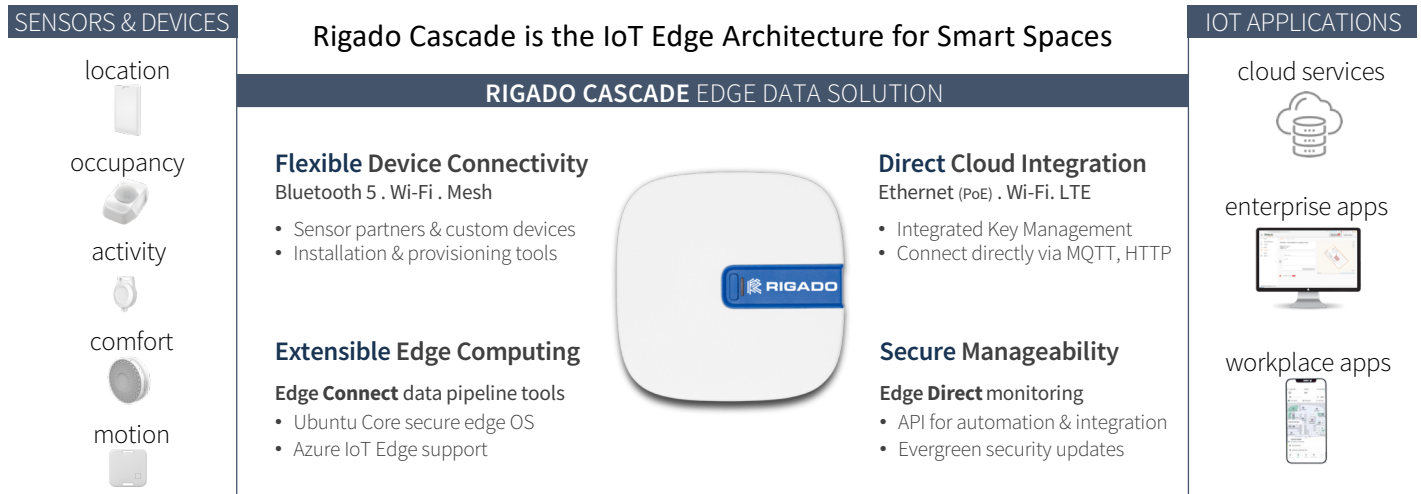 SENSORS & DEVICES
location
occupancy
activity
comfort
motion
Rigado Cascade is the IoT Edge Architecture for Smart Spaces
RIGADO CASCADE EDGE DATA SOLUTION
Flexible Device Connectivity
Bluetooth 5 . Wi-Fi . Mesh
• Sensor partners & custom devices
• Installation & provisioning tools
Extensible Edge Computing
Edge Connect data pipeline tools
• Ubuntu Core secure edge OS
• Azure IoT Edge support
RIGADO
Direct Cloud Integration
Ethernet (PoE) . Wi-Fi. LTE
• Integrated Key Management
• Connect directly via MQTT, HTTP
Secure Manageability
Edge Direct monitoring
• API for automation & integration
• Evergreen security updates
IOT APPLICATIONS
cloud services
enterprise apps
workplace apps